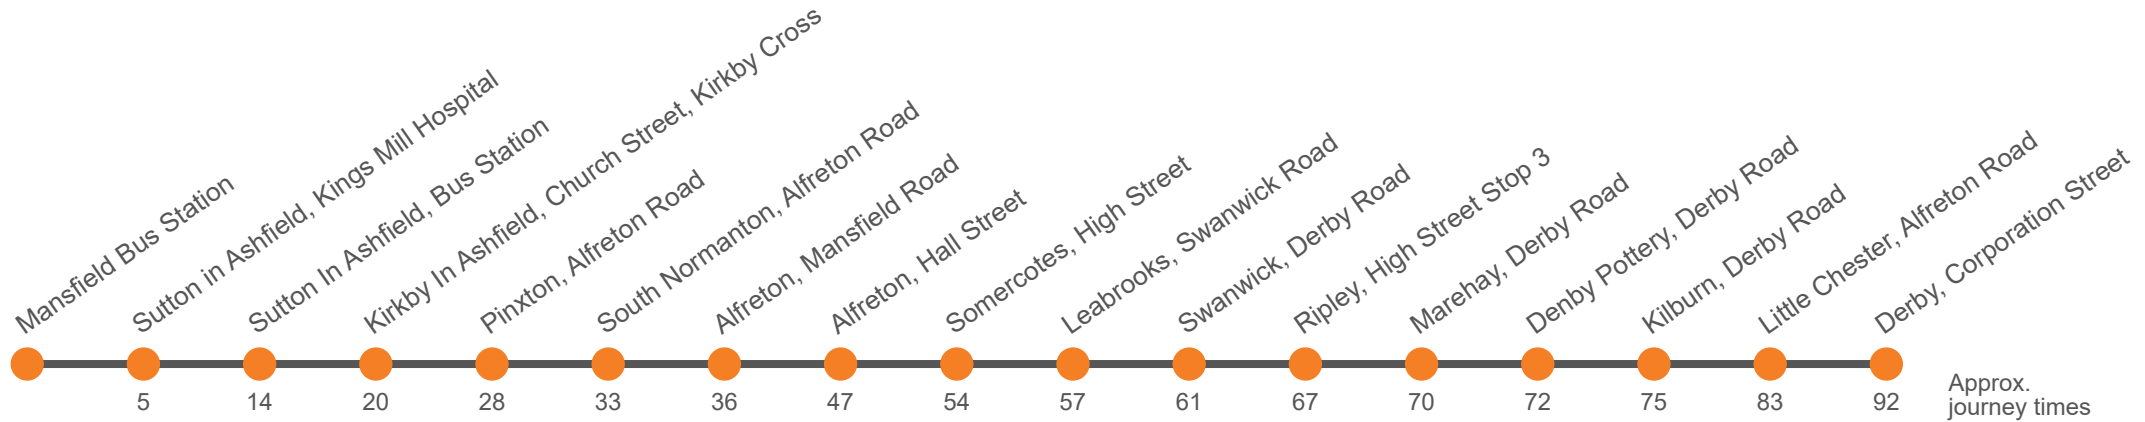 Mansfield Bus Station
Sutton in Ashfield, Kings Mill Hospital
Sutton In Ashfield, Bus Station
Kirkby In Ashfield, Church Street, Kirkby Cross
Pinxton, Alfreton Road
South Normanton, Alfreton Road
Alfreton, Mansfield Road
Alfreton, Hall Street
Somercotes, High Street
Leabrooks, Swanwick Road
Swanwick, Derby Road
Ripley, High Street Stop 3
Marehay, Derby Road
Denby Pottery, Derby Road
Kilburn, Derby Road
Little Chester, Alfreton Road
Derby, Corporation Street
5 14 20 28 33 36 47 54 57 61 67 70 72 75 83 92
Approx.
journey times